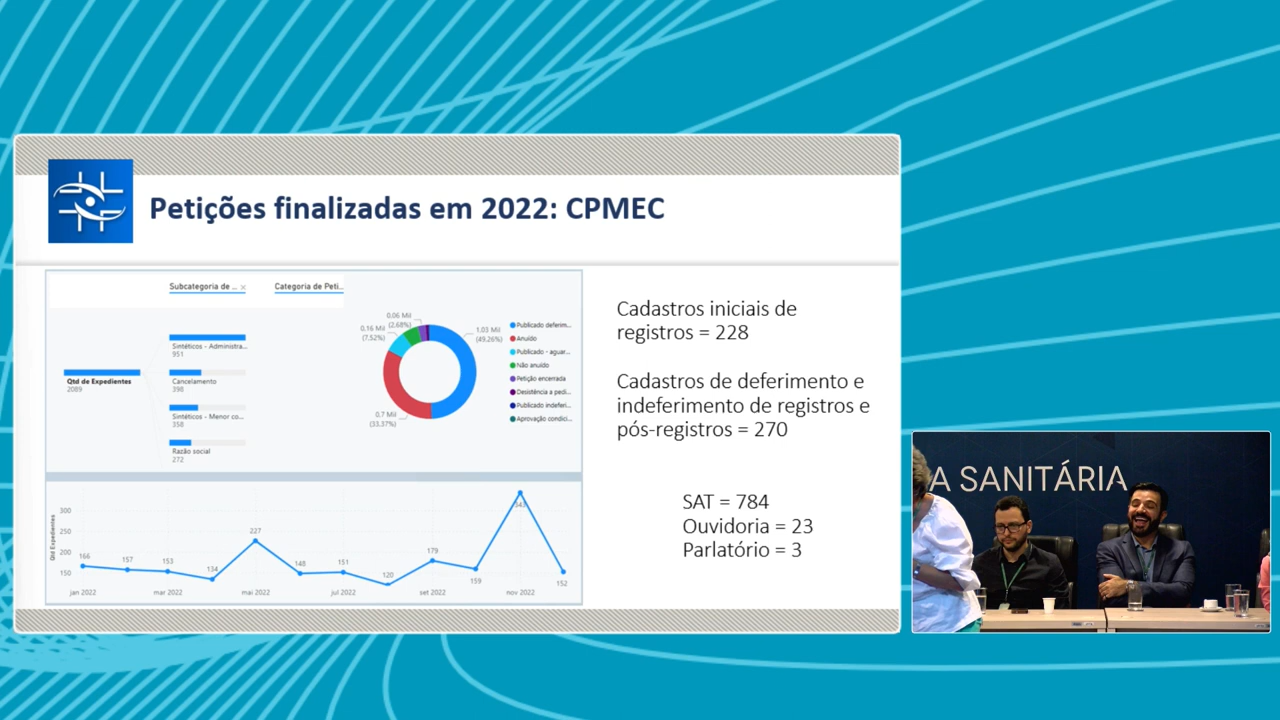 Petições finalizadas em 2022: CPMEC
Subcategoria de ... ×
Categoria de Peti...
Qtd de Expedientes
2089
Sintéticos - Administra...
951
Cancelamento
398
Sintéticos - Menor co...
358
Razão social
272
0.06 Mil
(2.68%)
0.16 Mil
(7.52%)
1.03 Mil
(49.26%)
0.7 Mil
(33.37%)
Publicado deferim...
Anuído
Publicado - aguar...
Não anuído
Petição encerrada
Desistência a pedi...
Publicado indeferi...
Aprovação condici...
Qtd Expedientes
300
250
200
150
166
157
153
134
227
148
151
120
179
159
343
152
jan 2022
mar 2022
mai 2022
jul 2022
set 2022
nov 2022
Cadastros iniciais de
registros = 228
Cadastros de deferimento e
indeferimento de registros e
pós-registros = 270
SAT = 784
Ouvidoria = 23
Parlatório = 3
A SANITÁRIA